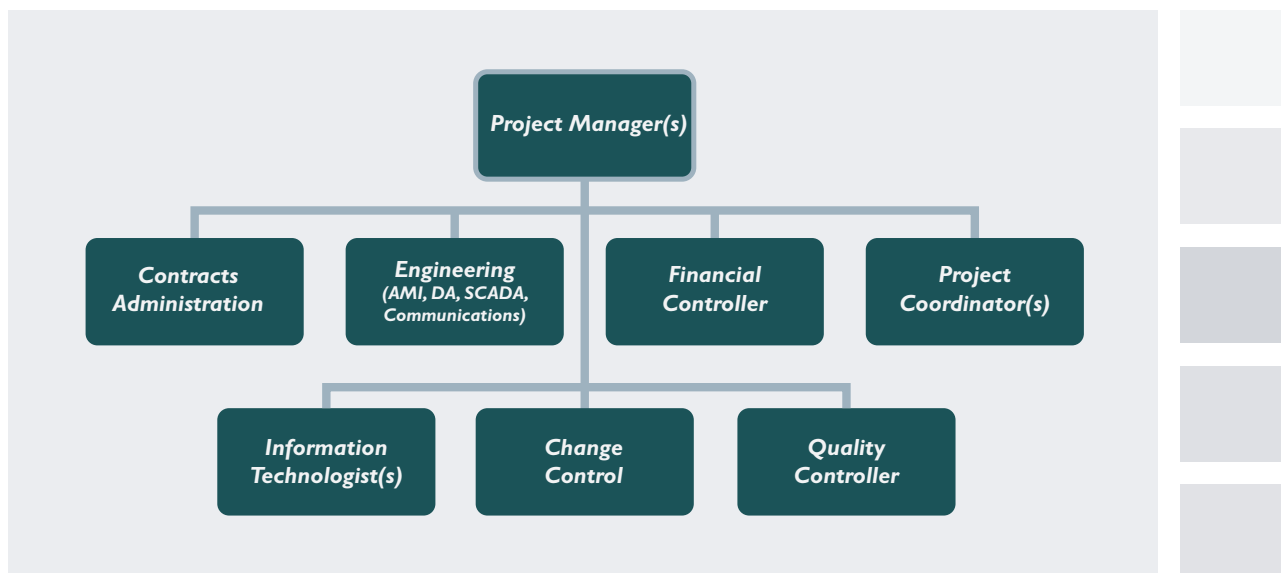 Project Manager(s)
Contracts
Administration
Engineering
(AMI, DA, SCADA,
Communications)
Financial
Controller
Project
Coordinator(s)
Information
Technologist(s)
Change
Control
Quality
Controller